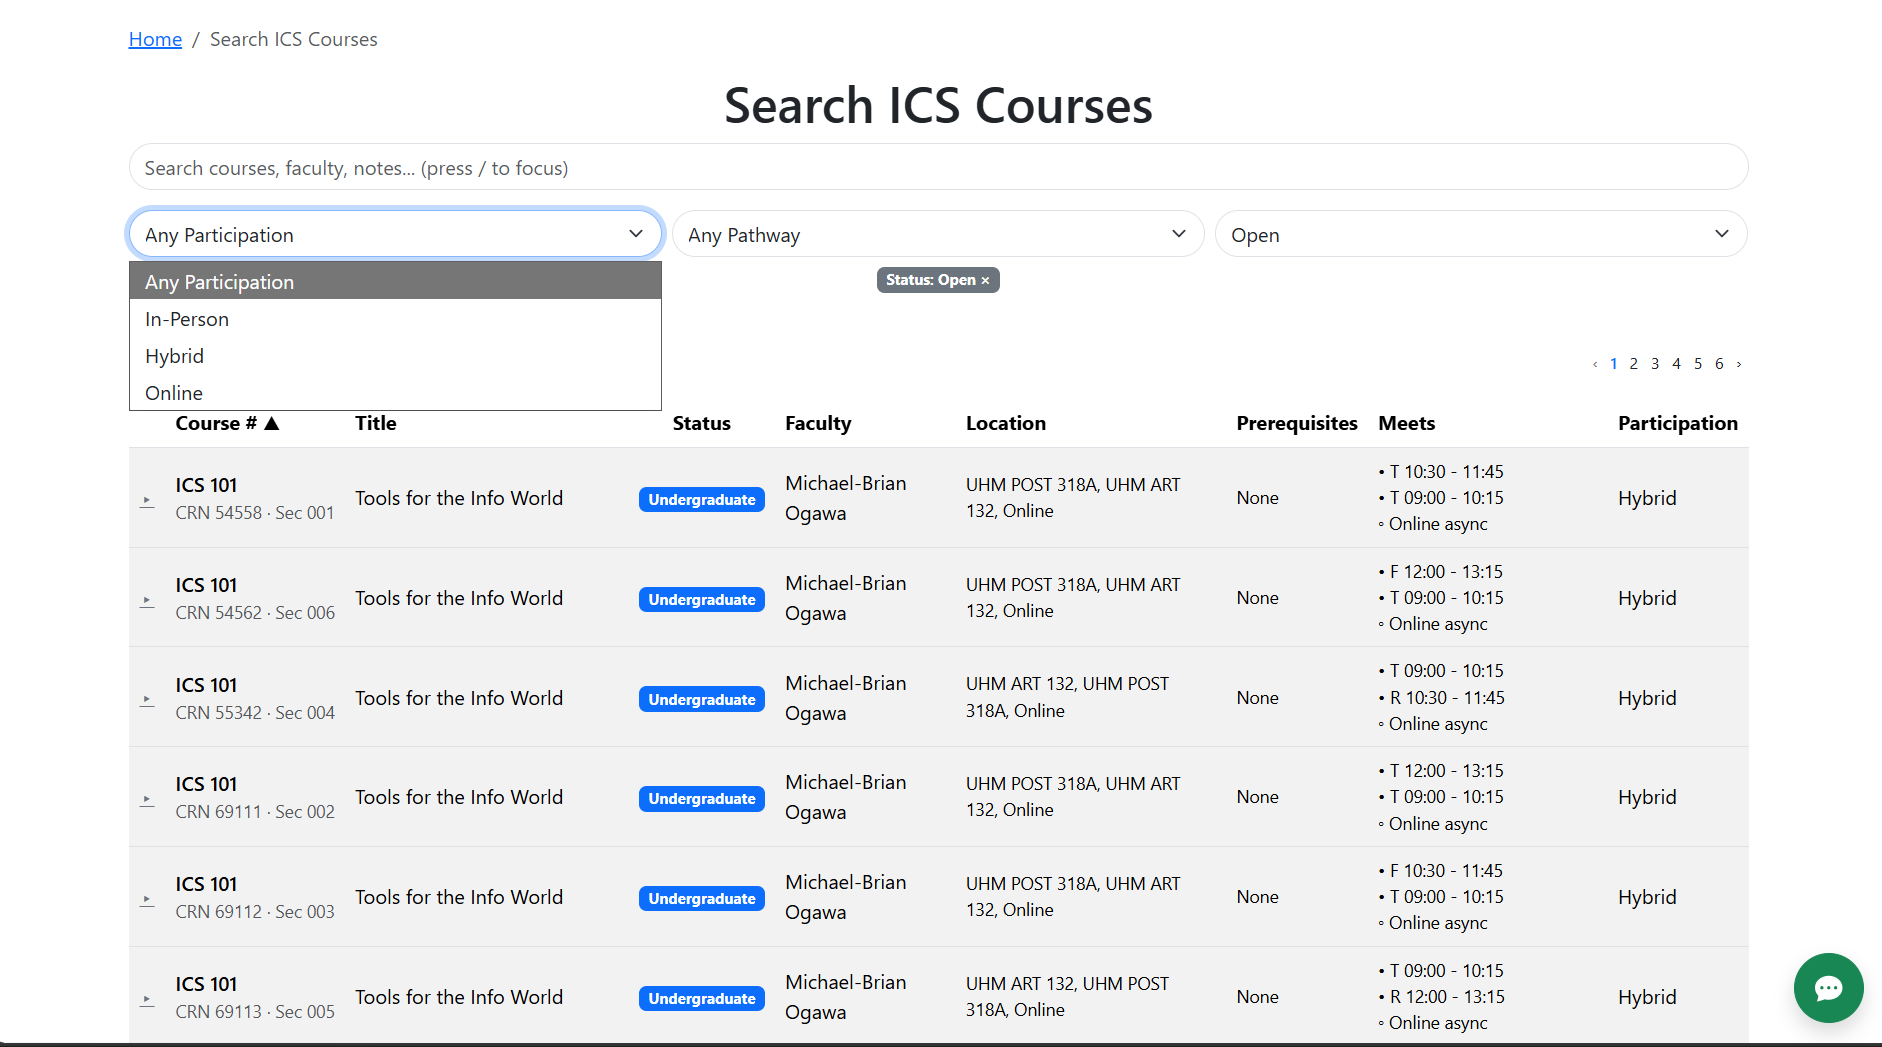 Home / Search ICS Courses
Search ICS Courses
Search courses, faculty, notes... (press / to focus)
Any Participation
Any Pathway
Open
Any Participation
In-Person
Hybrid
Online
Status: Open ×
‹ 1 2 3 4 5 6 ›
Course # ▲ Title Status Faculty Location Prerequisites Meets Participation
ICS 101
CRN 54558 · Sec 001
Tools for the Info World
Undergraduate
Michael-Brian
Ogawa
UHM POST 318A, UHM ART
132, Online
None
• T 10:30 - 11:45
• T 09:00 - 10:15
◦ Online async
Hybrid
ICS 101
CRN 54562 · Sec 006
Tools for the Info World
Undergraduate
Michael-Brian
Ogawa
UHM POST 318A, UHM ART
132, Online
None
• F 12:00 - 13:15
• T 09:00 - 10:15
◦ Online async
Hybrid
ICS 101
CRN 55342 · Sec 004
Tools for the Info World
Undergraduate
Michael-Brian
Ogawa
UHM ART 132, UHM POST
318A, Online
None
• T 09:00 - 10:15
• R 10:30 - 11:45
◦ Online async
Hybrid
ICS 101
CRN 69111 · Sec 002
Tools for the Info World
Undergraduate
Michael-Brian
Ogawa
UHM POST 318A, UHM ART
132, Online
None
• T 12:00 - 13:15
• T 09:00 - 10:15
◦ Online async
Hybrid
ICS 101
CRN 69112 · Sec 003
Tools for the Info World
Undergraduate
Michael-Brian
Ogawa
UHM POST 318A, UHM ART
132, Online
None
• F 10:30 - 11:45
• T 09:00 - 10:15
◦ Online async
Hybrid
ICS 101
CRN 69113 · Sec 005
Tools for the Info World
Undergraduate
Michael-Brian
Ogawa
UHM ART 132, UHM POST
318A, Online
None
• T 09:00 - 10:15
• R 12:00 - 13:15
◦ Online async
Hybrid